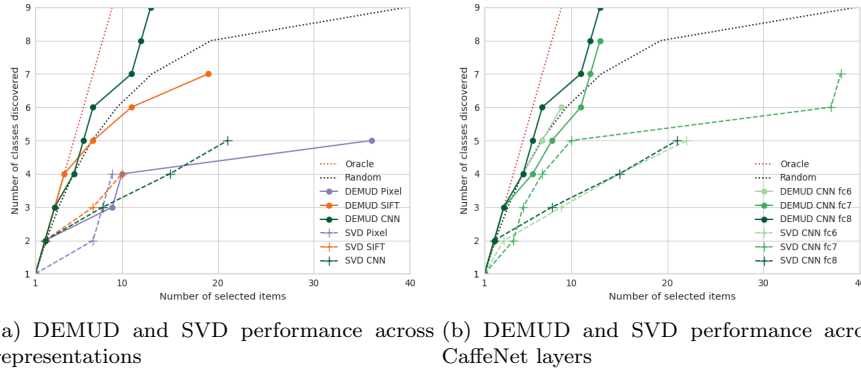 9
8
7
6
5
4
3
2
1
Number of classes discovered
1 10 20 30 40
Number of selected items
Oracle
Random
DEMUD Pixel
DEMUD SIFT
DEMUD CNN
SVD Pixel
SVD SIFT
SVD CNN
9
8
7
6
5
4
3
2
1
Number of classes discovered
1 10 20 30
Number of selected items
Oracle
Random
DEMUD CNN fc6
DEMUD CNN fc7
DEMUD CNN fc8
SVD CNN fc6
SVD CNN fc7
SVD CNN fc8
a) DEMUD and SVD performance across
epresentations
(b) DEMUD and SVD performance acro
CaffeNet layers